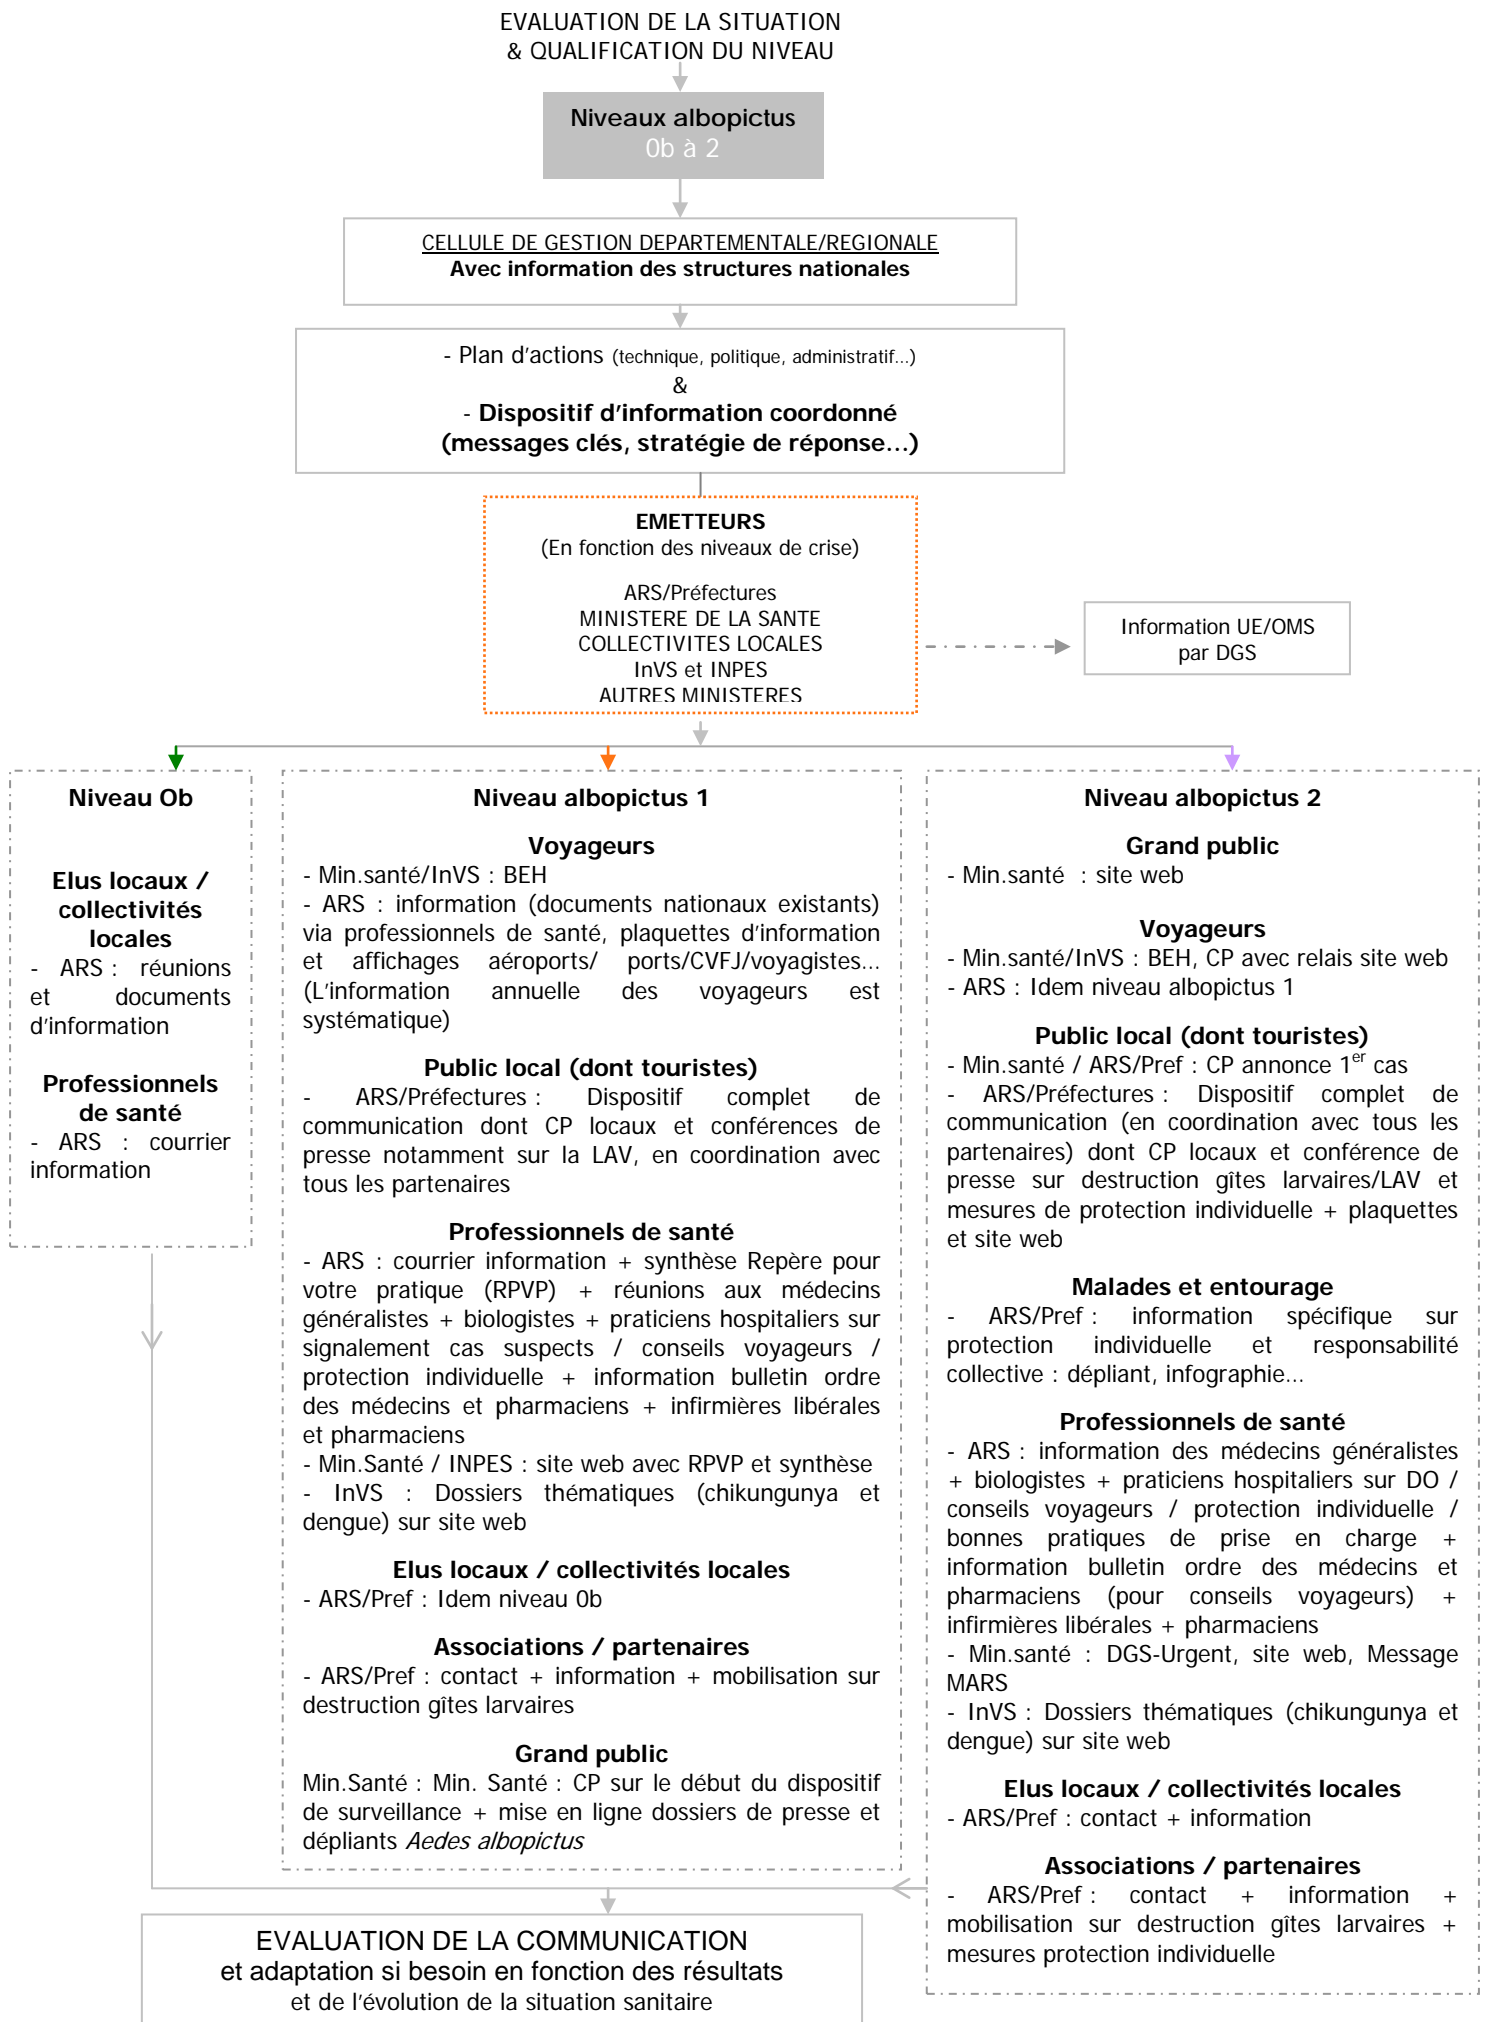 EVALUATION DE LA SITUATION
& QUALIFICATION DU NIVEAU
Niveaux albopictus
0b à 2
CELLULE DE GESTION DEPARTEMENTALE/REGIONALE
Avec information des structures nationales
- Plan d'actions (technique, politique, administratif...)
&
- Dispositif d'information coordonné
(messages clés, stratégie de réponse...)
EMETTEURS
(En fonction des niveaux de crise)
ARS/Préfectures
MINISTERE DE LA SANTE
COLLECTIVITES LOCALES
InVS et INPES
AUTRES MINISTERES
Information UE/OMS
par DGS
Niveau Ob
Elus locaux /
collectivités
locales
- ARS : réunions
et documents
d'information
Professionnels
de santé
- ARS : courrier
information
Niveau albopictus 1
Voyageurs
- Min.santé/InVS : BEH
- ARS : information (documents nationaux existants)
via professionnels de santé, plaquettes d'information
et affichages aéroports/ ports/CVFJ/voyagistes...
(L'information annuelle des voyageurs est
systématique)
Public local (dont touristes)
- ARS/Préfectures : Dispositif complet de
communication dont CP locaux et conférences de
presse notamment sur la LAV, en coordination avec
tous les partenaires
Professionnels de santé
- ARS : courrier information + synthèse Repère pour
votre pratique (RPVP) + réunions aux médecins
généralistes + biologistes + praticiens hospitaliers sur
signalement cas suspects / conseils voyageurs /
protection individuelle + information bulletin ordre
des médecins et pharmaciens + infirmières libérales
et pharmaciens
- Min.Santé / INPES : site web avec RPVP et synthèse
- InVS : Dossiers thématiques (chikungunya et
dengue) sur site web
Elus locaux / collectivités locales
- ARS/Pref : Idem niveau 0b
Associations / partenaires
- ARS/Pref : contact + information + mobilisation sur
destruction gîtes larvaires
Grand public
Min.Santé : Min. Santé : CP sur le début du dispositif
de surveillance + mise en ligne dossiers de presse et
dépliants Aedes albopictus
Niveau albopictus 2
Grand public
- Min.santé : site web
Voyageurs
- Min.santé/InVS : BEH, CP avec relais site web
- ARS : Idem niveau albopictus 1
Public local (dont touristes)
- Min.santé / ARS/Pref : CP annonce 1er cas
- ARS/Préfectures : Dispositif complet de
communication (en coordination avec tous les
partenaires) dont CP locaux et conférence de
presse sur destruction gîtes larvaires/LAV et
mesures de protection individuelle + plaquettes
et site web
Malades et entourage
- ARS/Pref : information spécifique sur
protection individuelle et responsabilité
collective : dépliant, infographie...
Professionnels de santé
- ARS : information des médecins généralistes
+ biologistes + praticiens hospitaliers sur DO /
conseils voyageurs / protection individuelle /
bonnes pratiques de prise en charge +
information bulletin ordre des médecins et
pharmaciens (pour conseils voyageurs) +
infirmières libérales + pharmaciens
- Min.santé : DGS-Urgent, site web, Message
MARS
- InVS : Dossiers thématiques (chikungunya et
dengue) sur site web
Elus locaux / collectivités locales
- ARS/Pref : contact + information
Associations / partenaires
- ARS/Pref : contact + information +
mobilisation sur destruction gîtes larvaires +
mesures protection individuelle
EVALUATION DE LA COMMUNICATION
et adaptation si besoin en fonction des résultats
et de l'évolution de la situation sanitaire